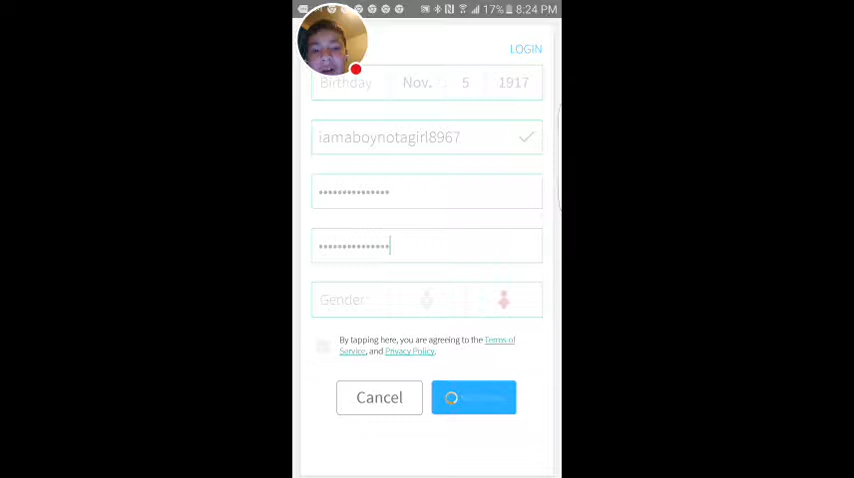 17% 8:24 PM
LOGIN
Birthday Nov. 5 1917
iamaboynotagirl8967
•••••••••••••••
•••••••••••••••
Gender
By tapping here, you are agreeing to the Terms of
Service, and Privacy Policy.
Cancel